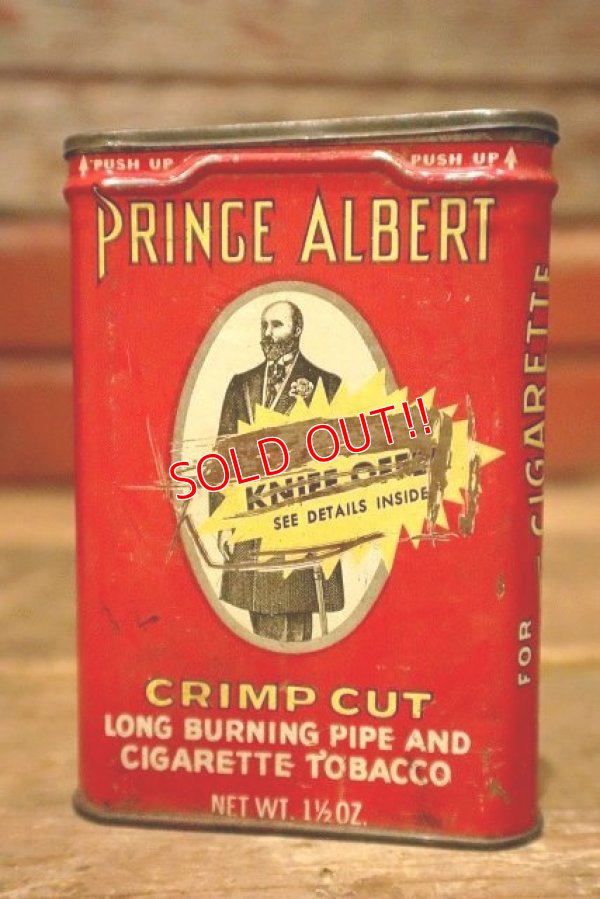 PUSH UP PUSH UP
PRINCE ALBERT
SOLD OUT!!
KNIFE OFFER
SEE DETAILS INSIDE
CRIMP CUT
LONG BURNING PIPE AND
CIGARETTE TOBACCO
NET WT. 1½ OZ.
FOR
CIGARETTE